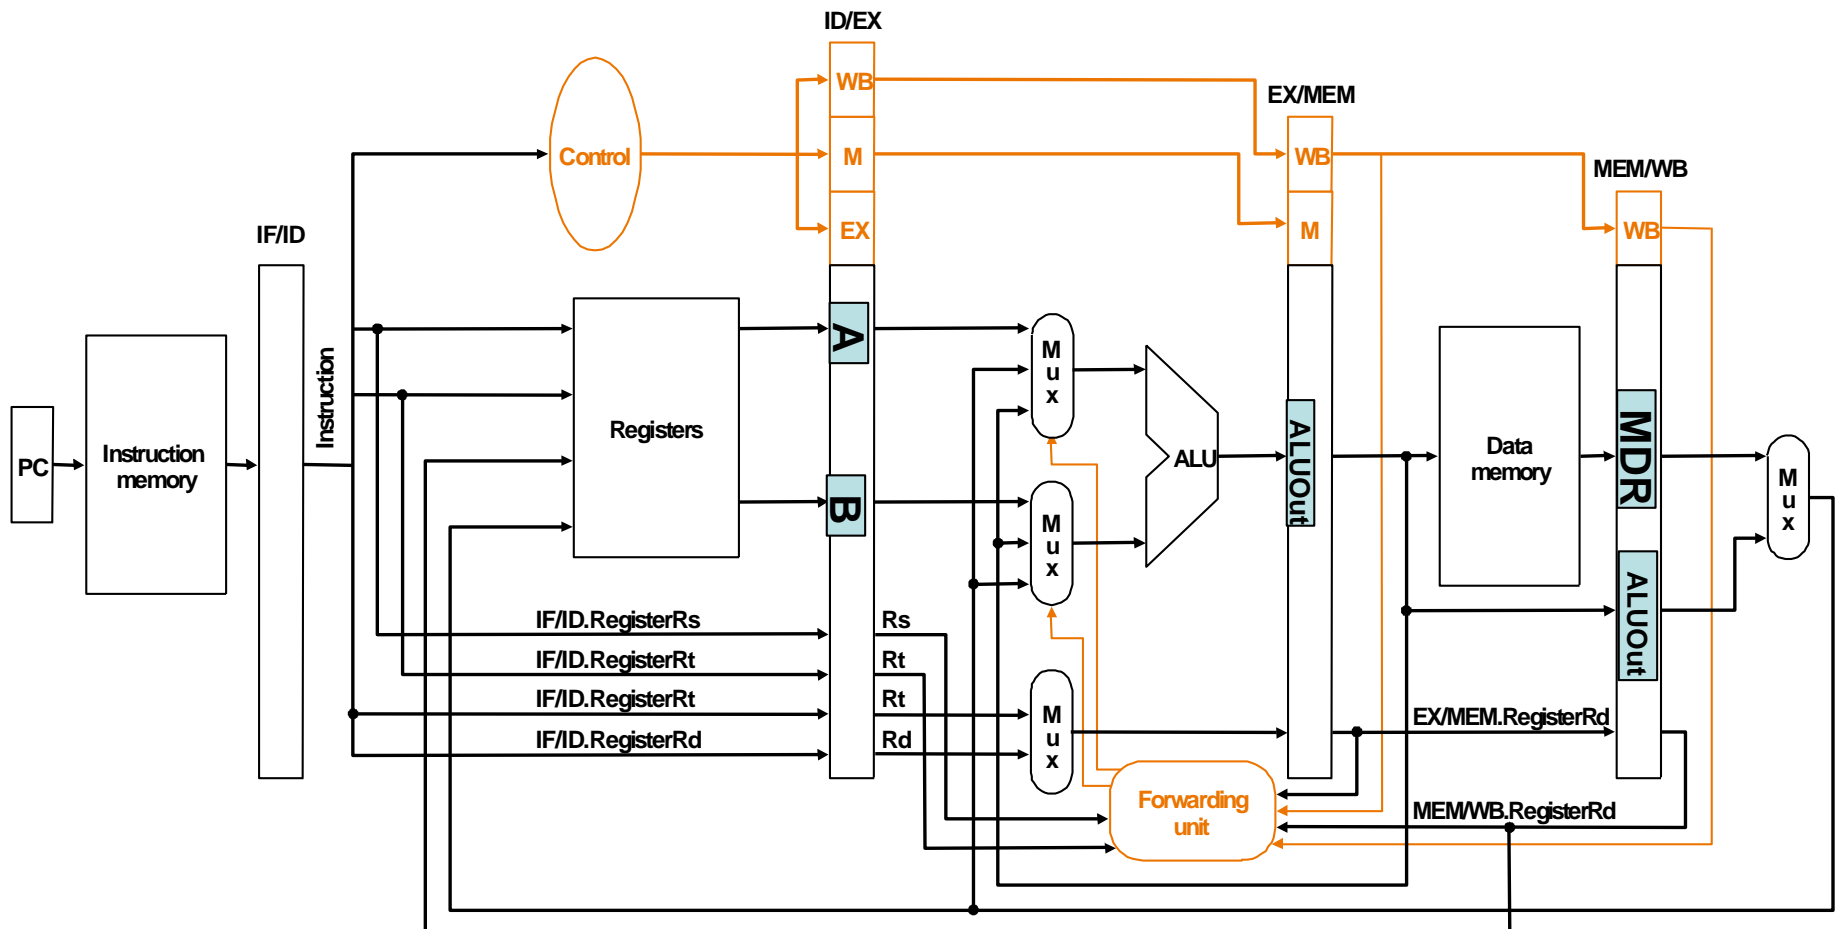 ID/EX
WB
EX/MEM
Control
M
WB
MEM/WB
IF/ID
EX
M
WB
Instruction
A
M
u
x
Registers
ALUOut
MDR
PC
Instruction
memory
ALU
Data
memory
M
u
x
B
M
u
x
ALUOut
IF/ID.RegisterRs
Rs
IF/ID.RegisterRt
Rt
IF/ID.RegisterRt
Rt
IF/ID.RegisterRd
Rd
M
u
x
EX/MEM.RegisterRd
Forwarding
unit
MEM/WB.RegisterRd